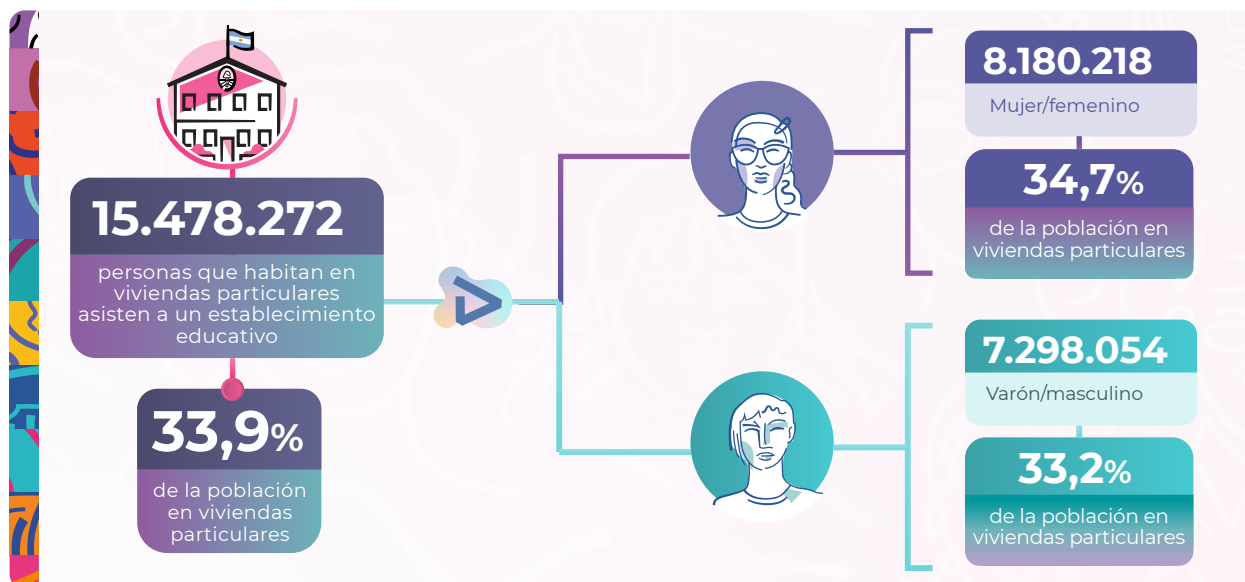 15.478.272
personas que habitan en
viviendas particulares
asisten a un establecimiento
educativo
33,9%
de la población
en viviendas
particulares
8.180.218
Mujer/femenino
34,7%
de la población en
viviendas particulares
7.298.054
Varón/masculino
33,2%
de la población en
viviendas particulares